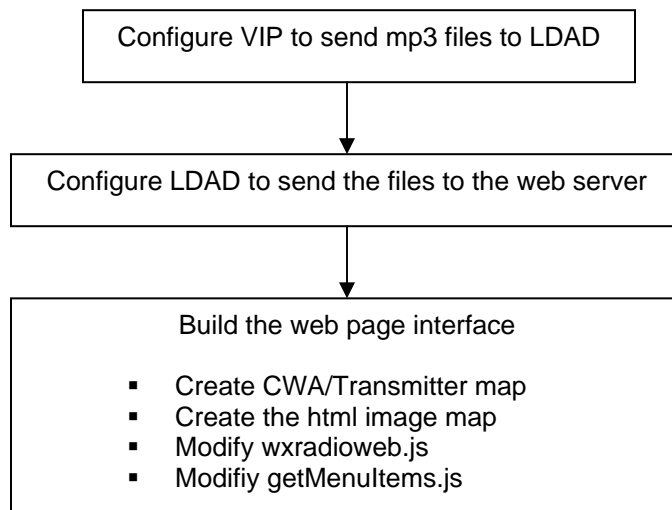 Configure VIP to send mp3 files to LDAD
Configure LDAD to send the files to the web server
Build the web page interface
▪ Create CWA/Transmitter map
▪ Create the html image map
▪ Modify wxradioweb.js
▪ Modifiy getMenuItems.js